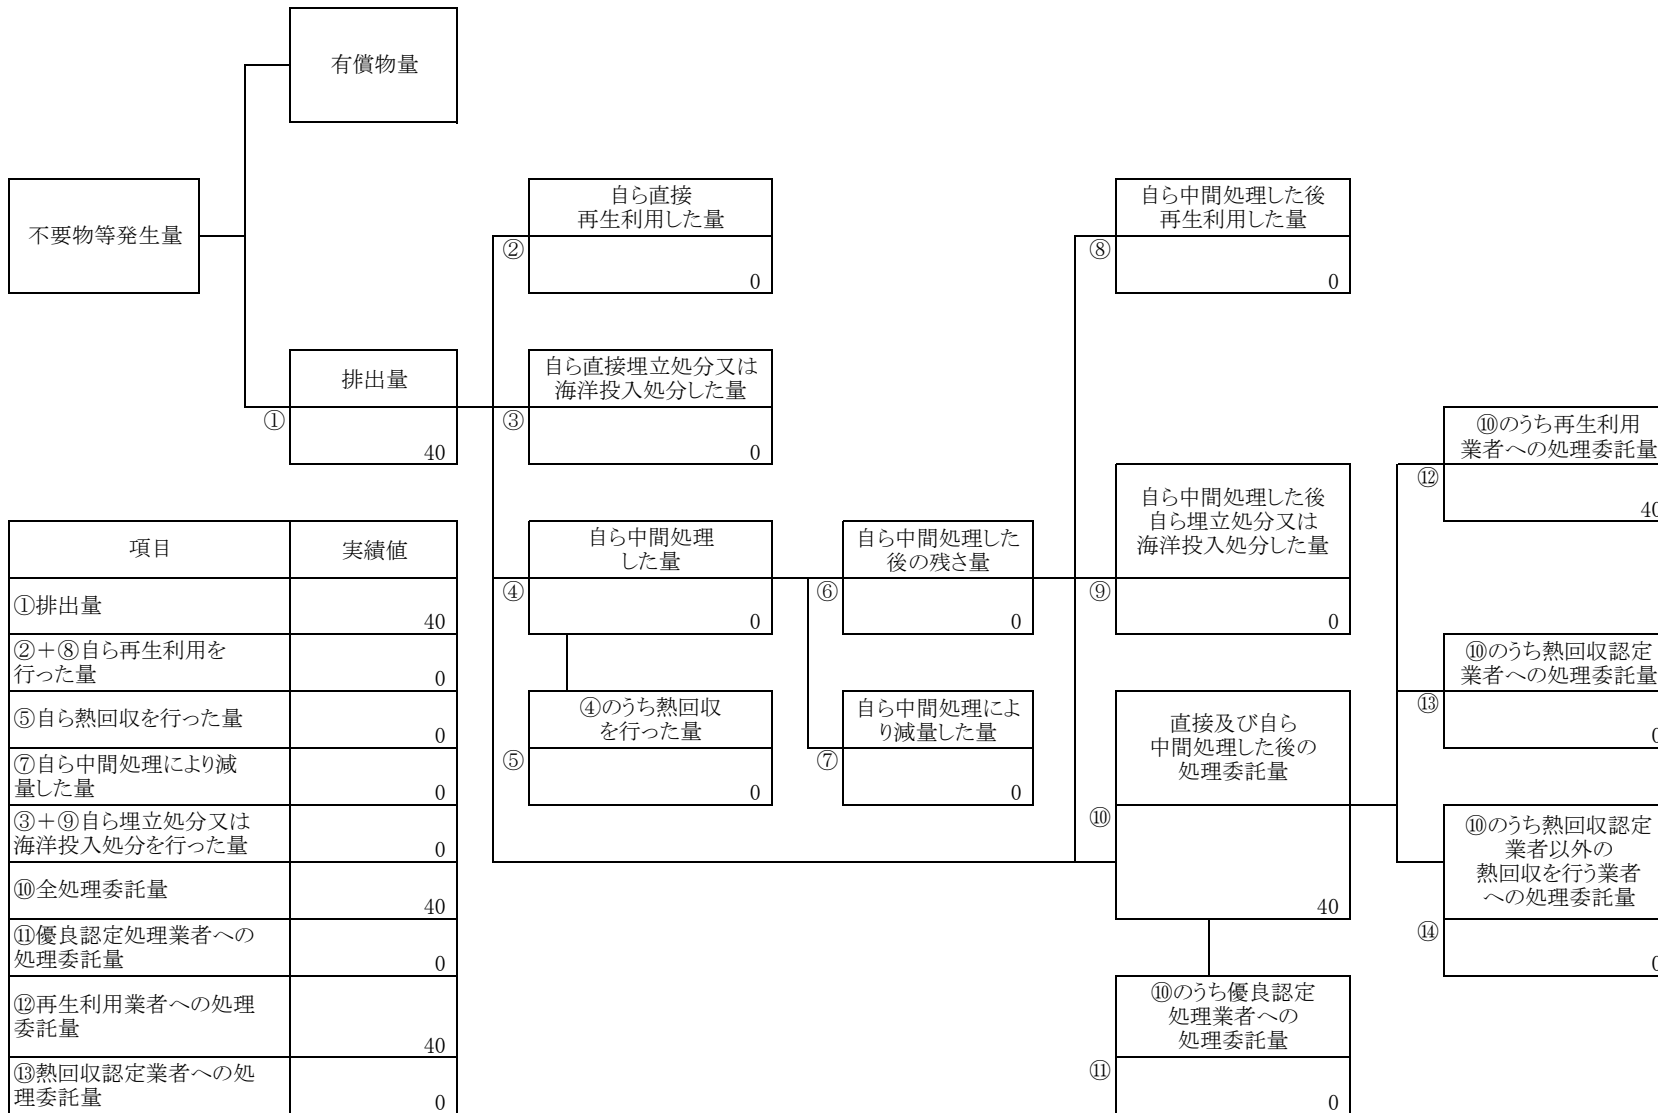 有償物量
不要物等発生量
自ら直接
再生利用した量
②
0
自ら中間処理した後
再生利用した量
⑧
0
排出量
①
40
自ら直接埋立処分又は
海洋投入処分した量
③
0
⑩のうち再生利用
業者への処理委託量
⑫
40
自ら中間処理した後
自ら埋立処分又は
海洋投入処分した量
⑨
0
自ら中間処理
した量
④
0
自ら中間処理した
後の残さ量
⑥
0
④のうち熱回収
を行った量
⑤
0
自ら中間処理によ
り減量した量
⑦
0
直接及び自ら
中間処理した後の
処理委託量
⑩
40
⑩のうち熱回収認定
業者への処理委託量
⑬
0
⑩のうち熱回収認定
業者以外の
熱回収を行う業者
への処理委託量
⑭
0
⑩のうち優良認定
処理業者への
処理委託量
⑪
0
項目 実績値
①排出量 40
②+⑧自ら再生利用を
行った量 0
⑤自ら熱回収を行った量 0
⑦自ら中間処理により減
量した量 0
③+⑨自ら埋立処分又は
海洋投入処分を行った量 0
⑩全処理委託量 40
⑪優良認定処理業者への
処理委託量 0
⑫再生利用業者への処理
委託量 40
⑬熱回収認定業者への処
理委託量 0